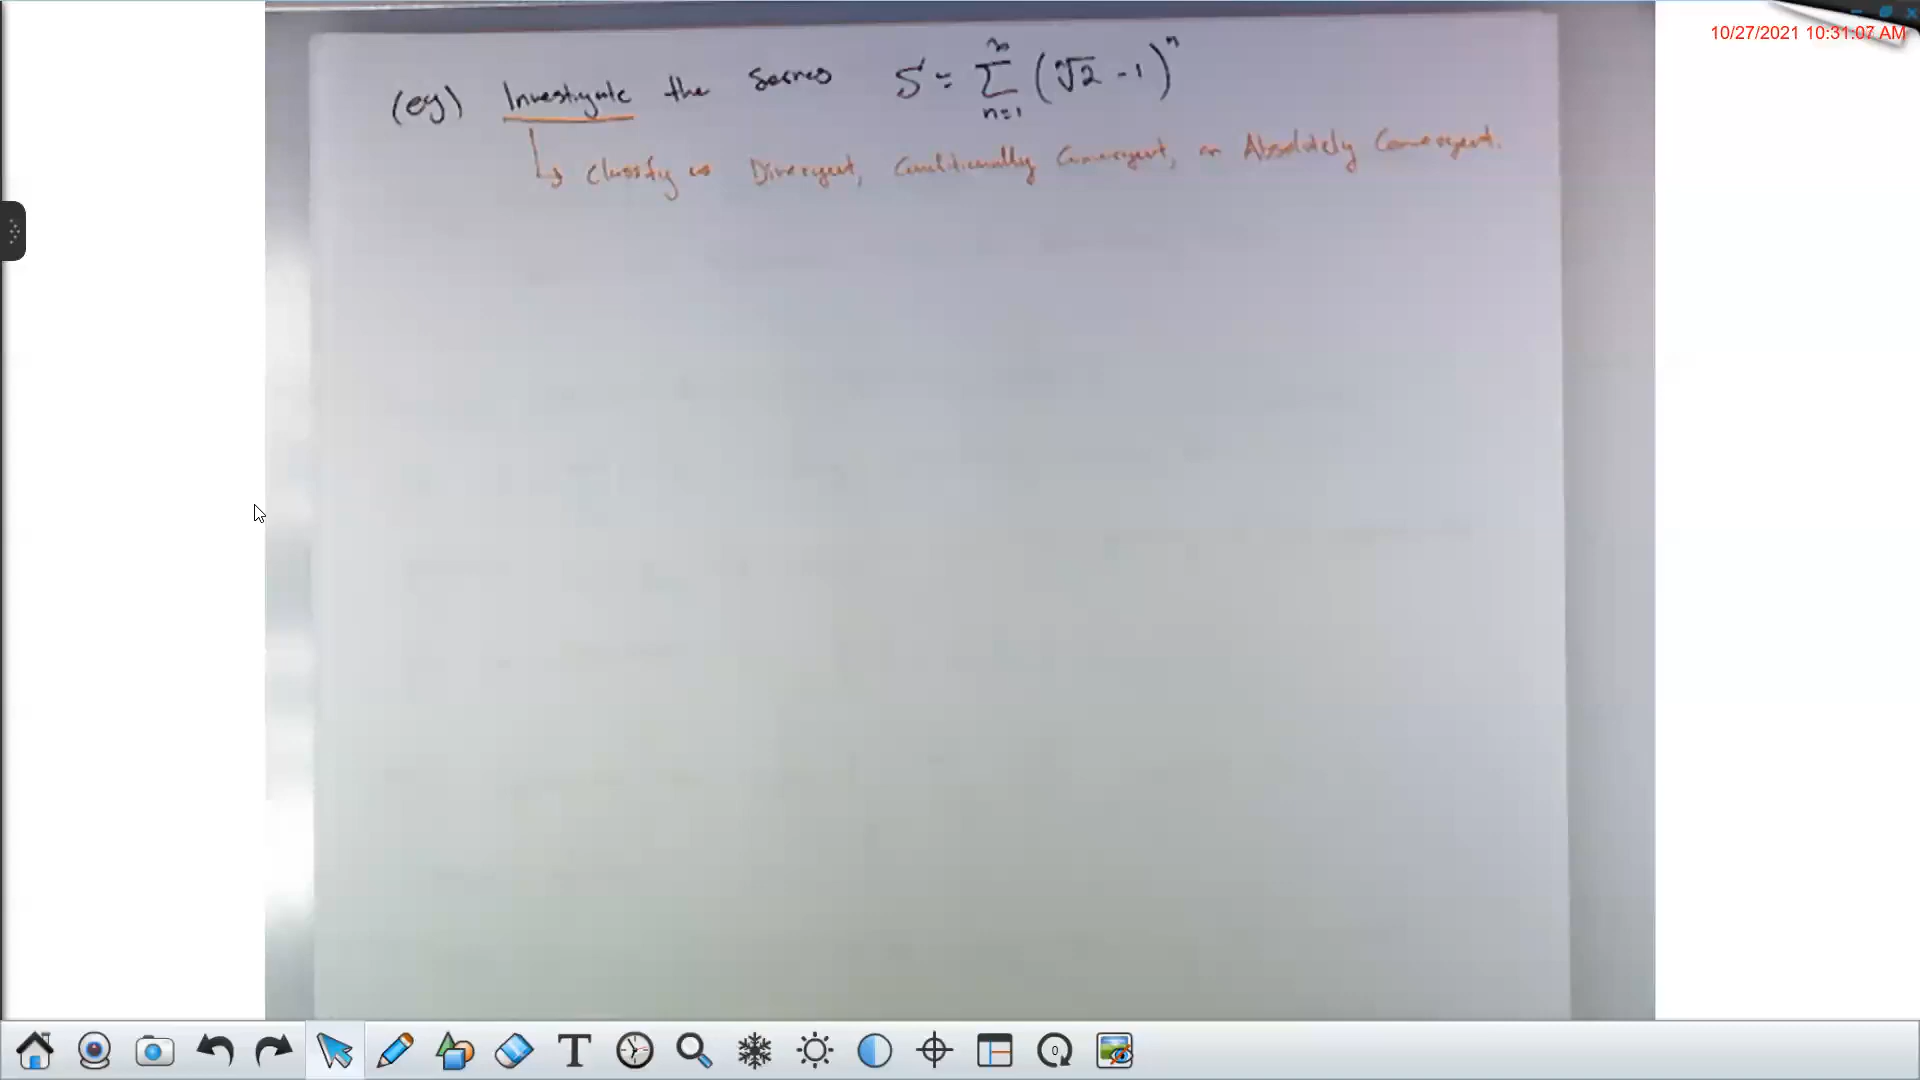 10/27/2021 10:31:07 AM
(eg) Investigate the series S = ∑_{n=1}^{∞} (ⁿ√2 - 1)^n
↳ Classify as Divergent, Conditionally Convergent, or Absolutely Convergent.
T
0